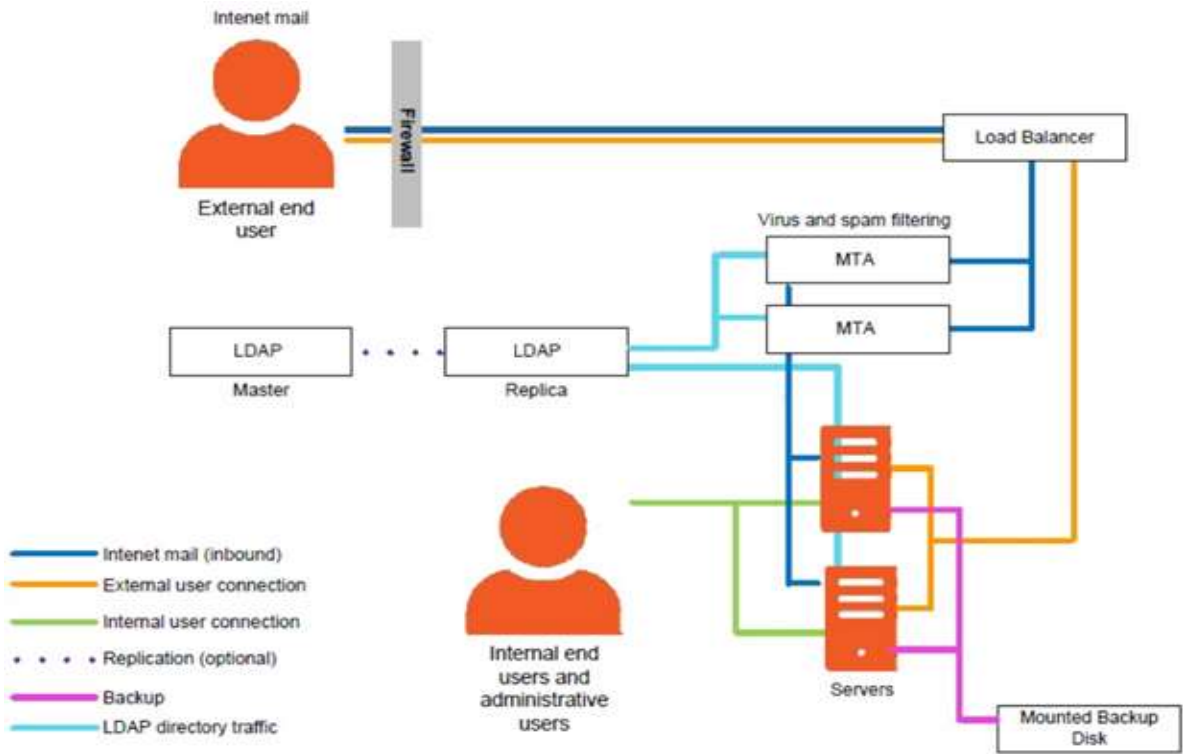 Intenet mail
Firewall
External end
user
Load Balancer
Virus and spam filtering
MTA
MTA
LDAP
Master
LDAP
Replica
Intenet mail (inbound)
External user connection
Internal user connection
Replication (optional)
Backup
LDAP directory traffic
Internal end
users and
administrative
users
Servers
Mounted Backup
Disk